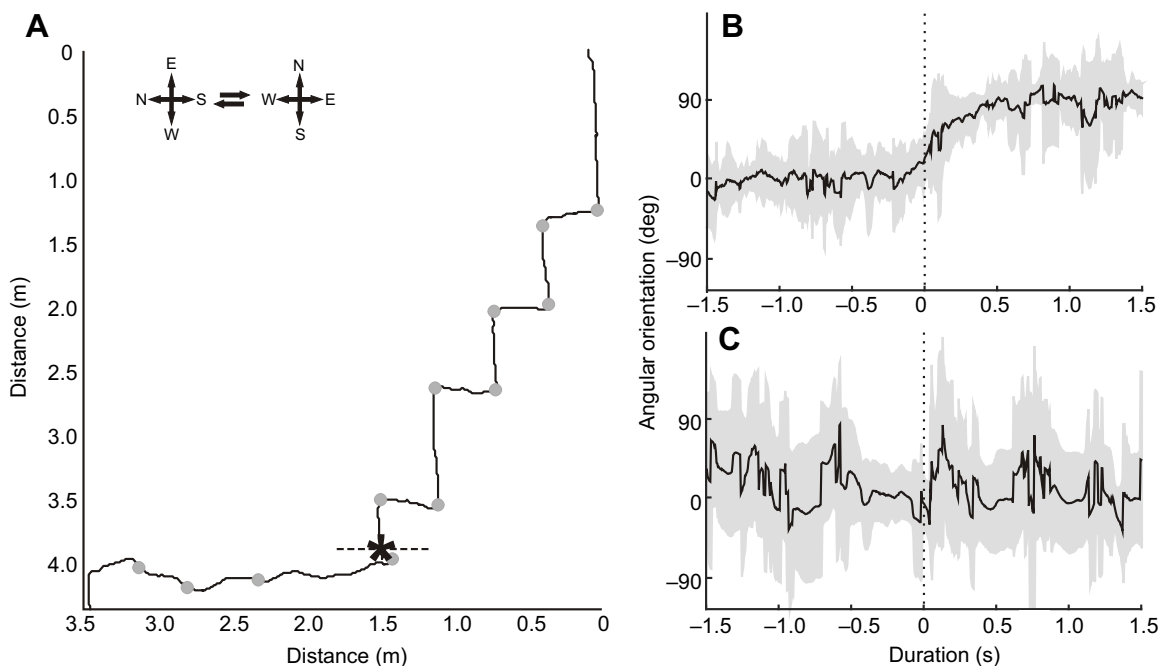 A
0
0.5
1.0
1.5
2.0
2.5
3.0
3.5
4.0
Distance (m)
E
N S
W
N
W E
S
3.5 3.0 2.5 2.0 1.5 1.0 0.5 0
Distance (m)
B
90
0
–90
–1.5 –1.0 –0.5 0 0.5 1.0 1.5
Angular orientation (deg)
C
90
0
–90
–1.5 –1.0 –0.5 0 0.5 1.0 1.5
Duration (s)